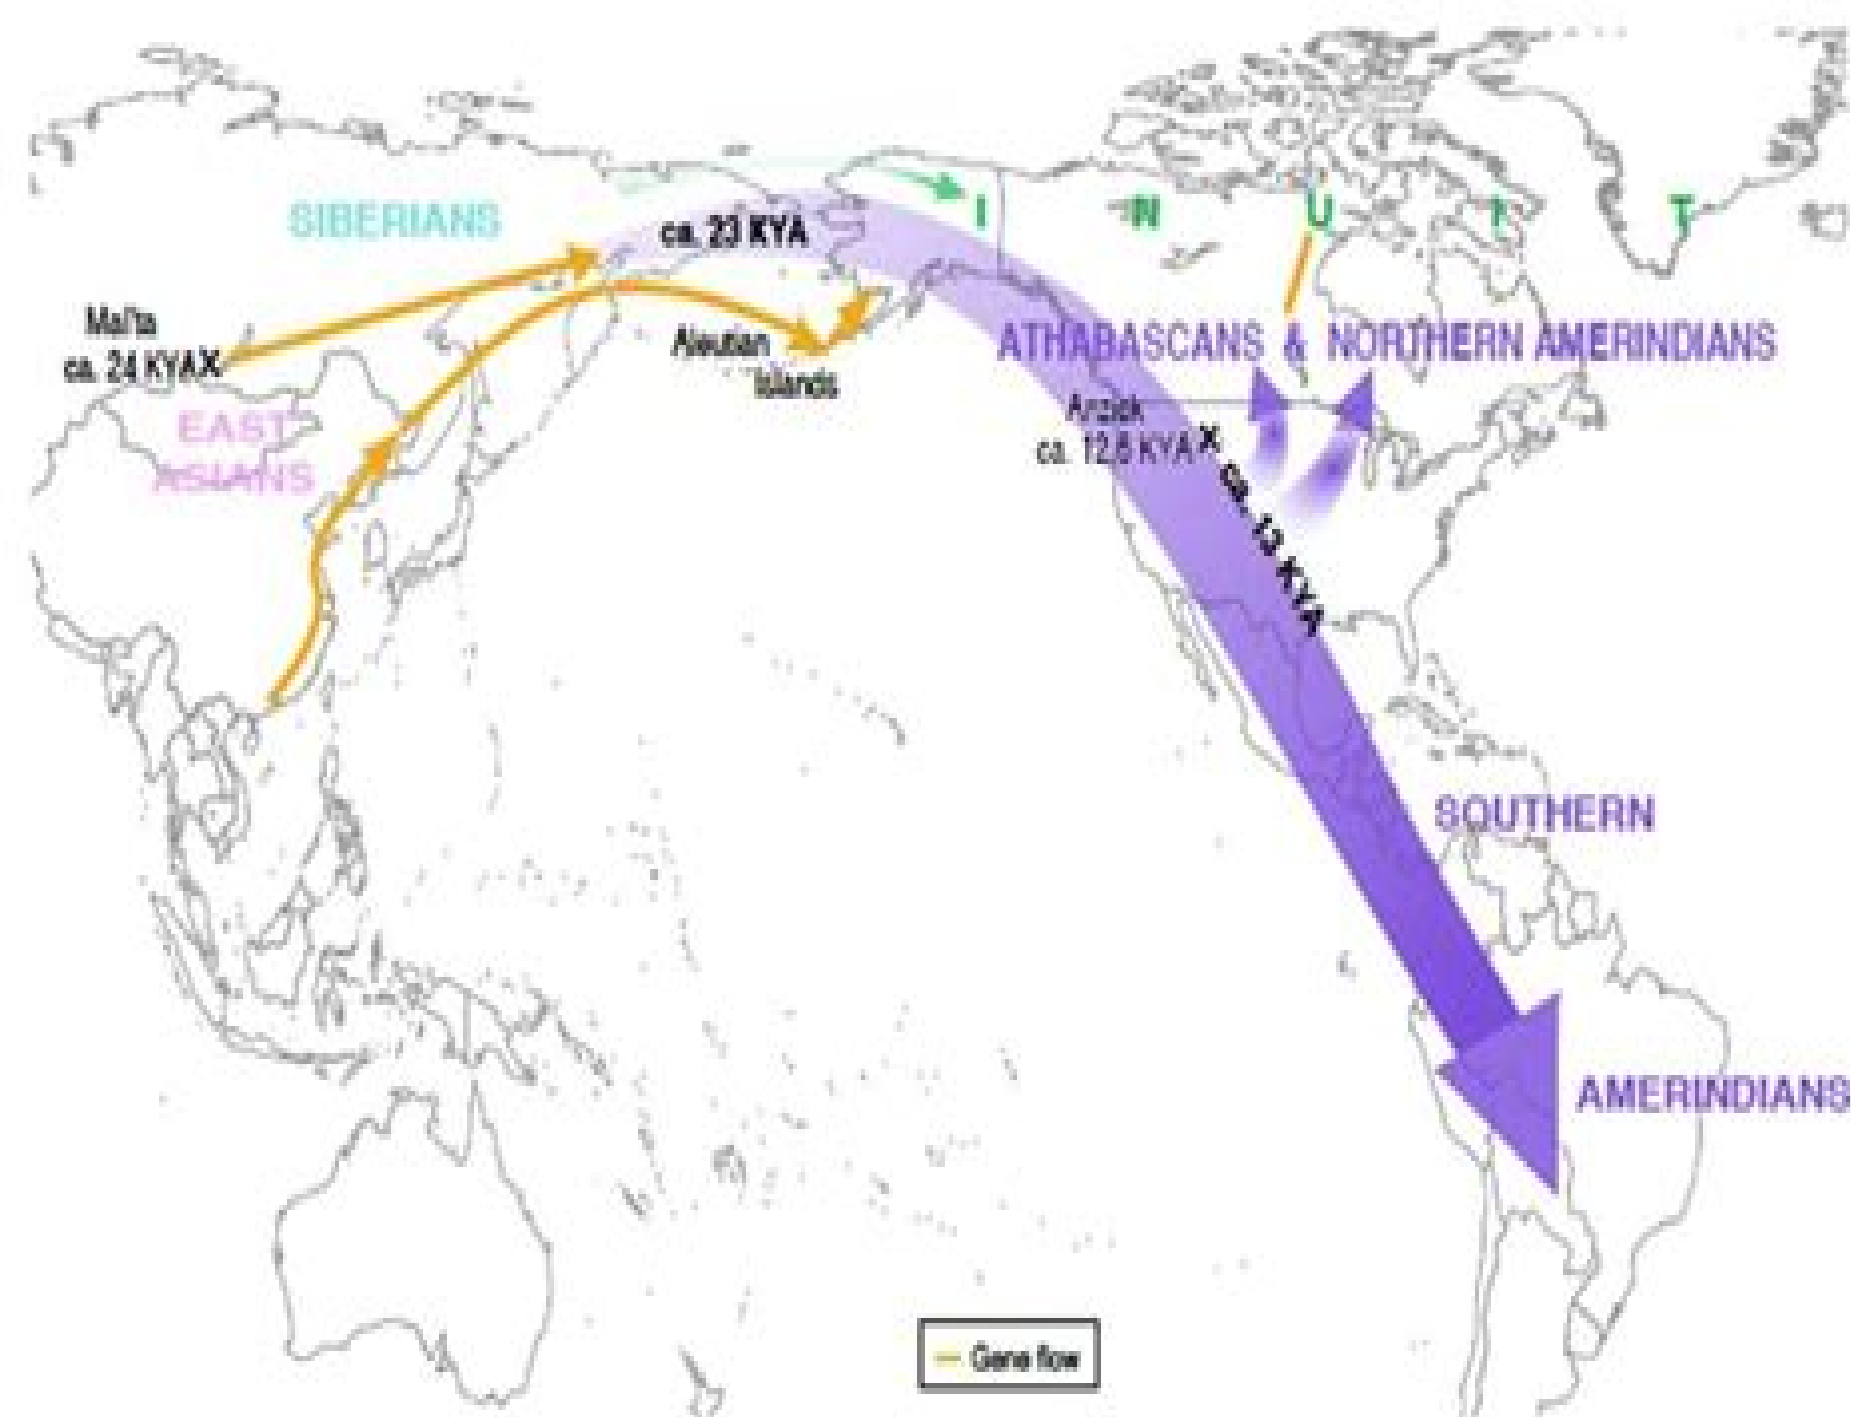 I N U I T
SIBERIANS
ca. 23 KYA
Mal'ta
ca. 24 KYA X
Aleutian
Islands
ATHABASCANS & NORTHERN AMERINDIANS
EAST
ASIANS
Anzick
ca. 12,6 KYA X
ca. 13 KYA
SOUTHERN
AMERINDIANS
Gene flow